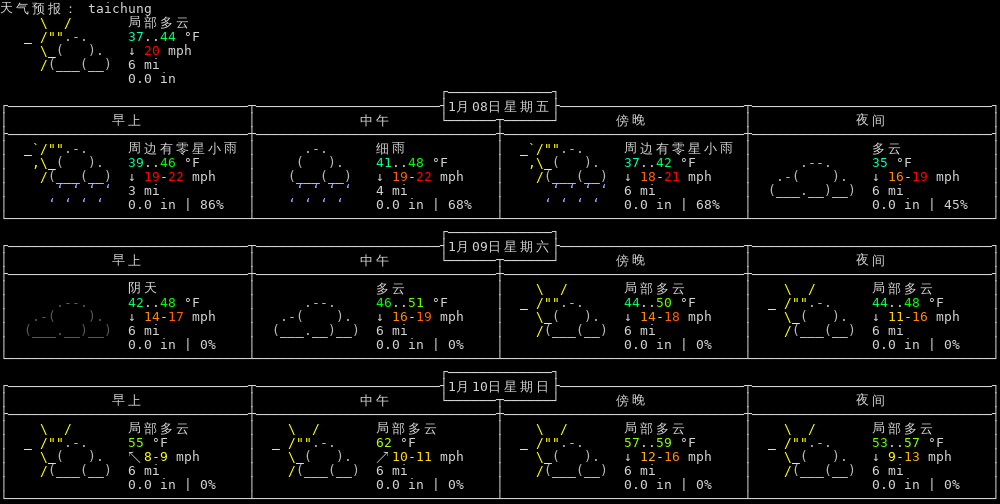 天气预报： taichung
局部多云
37..44 °F
↓ 20 mph
6 mi
0.0 in
1月08日星期五
早上 中午 傍晚 夜间
周边有零星小雨 细雨 周边有零星小雨 多云
39..46 °F 41..48 °F 37..42 °F 35 °F
↓ 19-22 mph ↓ 19-22 mph ↓ 18-21 mph ↓ 16-19 mph
3 mi 4 mi 6 mi 6 mi
0.0 in | 86% 0.0 in | 68% 0.0 in | 68% 0.0 in | 45%
1月09日星期六
早上 中午 傍晚 夜间
阴天 多云 局部多云 局部多云
42..48 °F 46..51 °F 44..50 °F 44..48 °F
↓ 14-17 mph ↓ 16-19 mph ↓ 14-18 mph ↓ 11-16 mph
6 mi 6 mi 6 mi 6 mi
0.0 in | 0% 0.0 in | 0% 0.0 in | 0% 0.0 in | 0%
1月10日星期日
早上 中午 傍晚 夜间
局部多云 局部多云 局部多云 局部多云
55 °F 62 °F 57..59 °F 53..57 °F
↖ 8-9 mph ↗ 10-11 mph ↓ 12-16 mph ↓ 9-13 mph
6 mi 6 mi 6 mi 6 mi
0.0 in | 0% 0.0 in | 0% 0.0 in | 0% 0.0 in | 0%